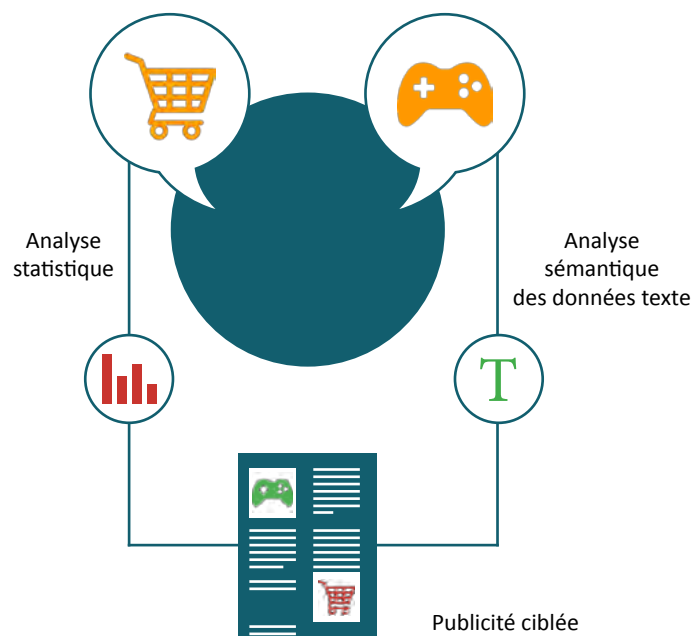 Analyse
statistique
Analyse
sémantique
des données texte
T
Publicité ciblée